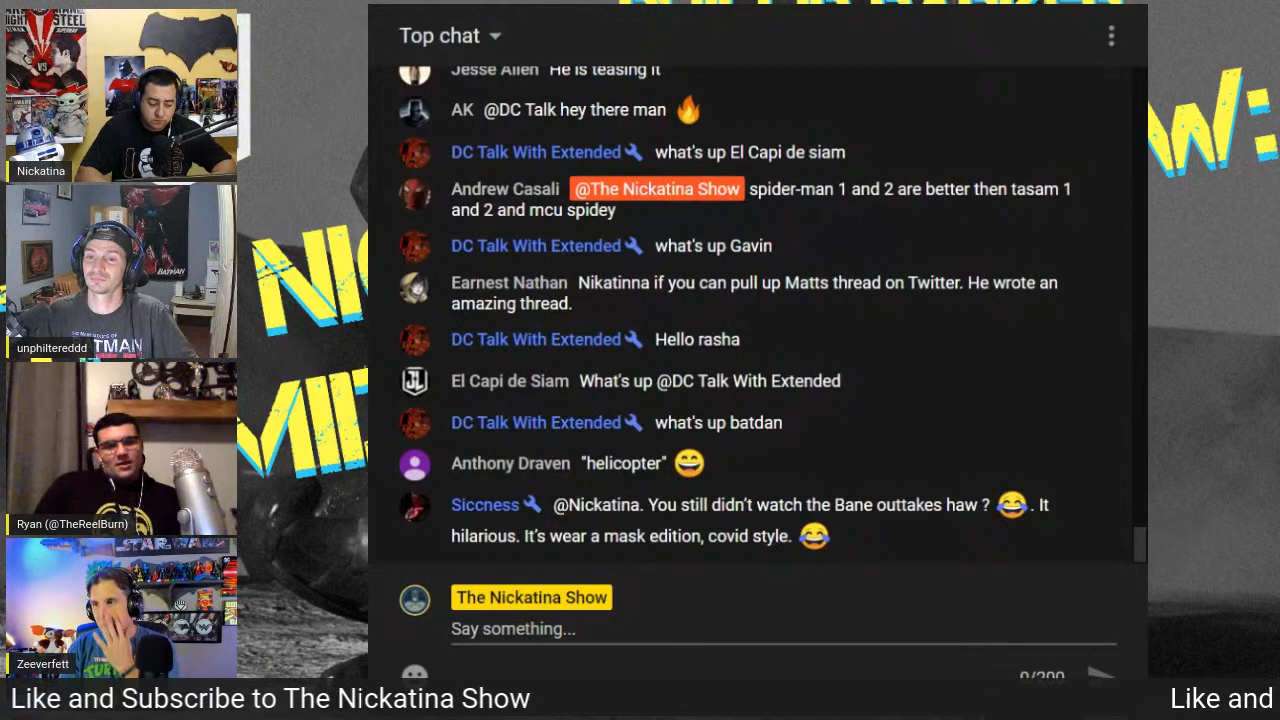 Top chat
Jesse Allen He is teasing it
AK @DC Talk hey there man
DC Talk With Extended what's up El Capi de siam
Andrew Casali @The Nickatina Show spider-man 1 and 2 are better then tasam 1
and 2 and mcu spidey
DC Talk With Extended what's up Gavin
Earnest Nathan Nikatinna if you can pull up Matts thread on Twitter. He wrote an
amazing thread.
DC Talk With Extended Hello rasha
El Capi de Siam What's up @DC Talk With Extended
DC Talk With Extended what's up batdan
Anthony Draven "helicopter"
Siccness @Nickatina. You still didn't watch the Bane outtakes haw ? . It
hilarious. It's wear a mask edition, covid style.
The Nickatina Show
Say something...
0/200
Nickatina
BATMAN
unphiltereddd
Ryan (@TheReelBurn)
Zeeverfett
Like and Subscribe to The Nickatina Show
Like and